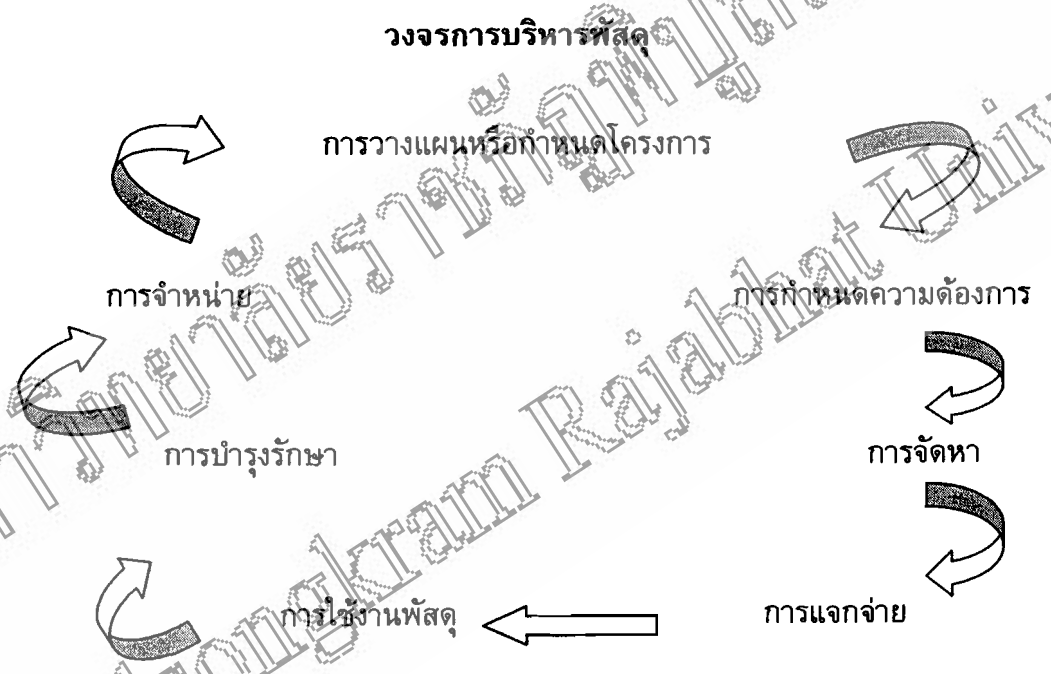 วงจรการบริหารพัสดุ
การวางแผนหรือกำหนดโครงการ
การจำหน่าย
การกำหนดความต้องการ
การบำรุงรักษา
การจัดหา
การใช้งานพัสดุ
การแจกจ่าย